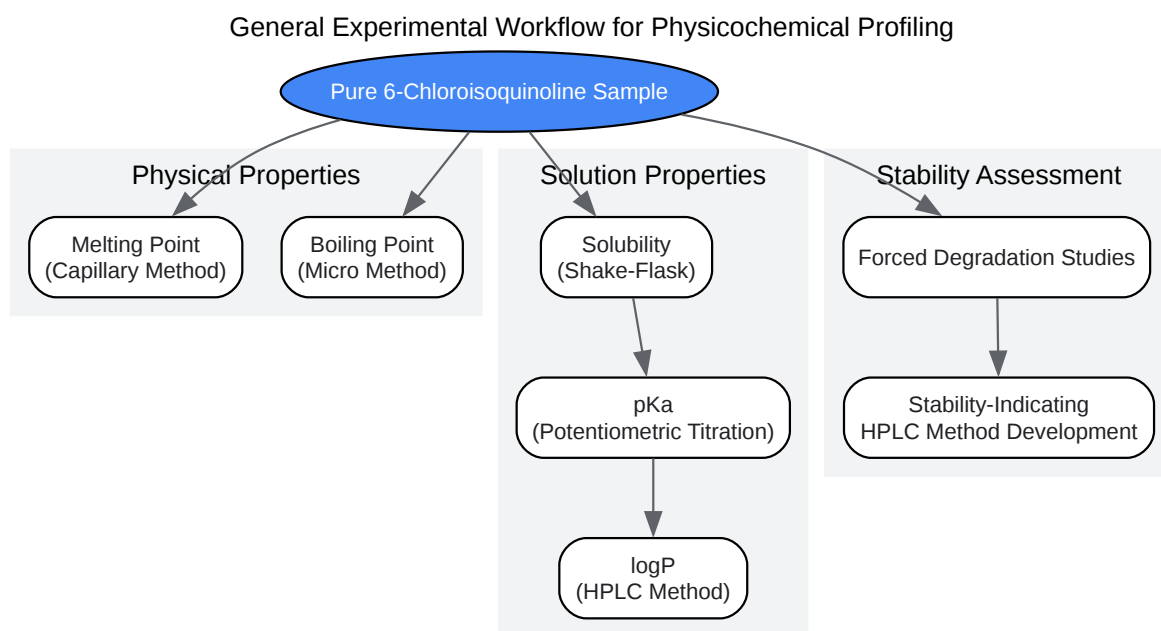 General Experimental Workflow for Physicochemical Profiling
Pure 6-Chloroisoquinoline Sample
Physical Properties
Melting Point
(Capillary Method)
Boiling Point
(Micro Method)
Solution Properties
Solubility
(Shake-Flask)
pKa
(Potentiometric Titration)
logP
(HPLC Method)
Stability Assessment
Forced Degradation Studies
Stability-Indicating
HPLC Method Development